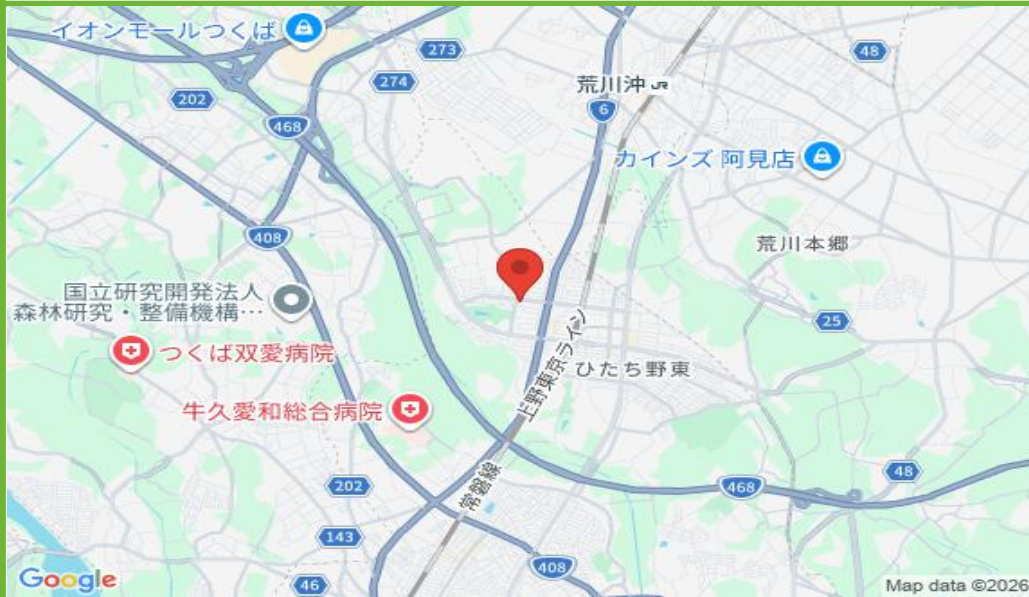 イオンモールつくば
273
48
274
荒川沖 JR
202
6
468
カインズ 阿見店
408
荒川本郷
国立研究開発法人
森林研究・整備機構…
25
つくば双愛病院
上野東京ライン
ひたち野東
牛久愛和総合病院
常磐線
48
202
468
143
408
46
Google
Map data ©2026